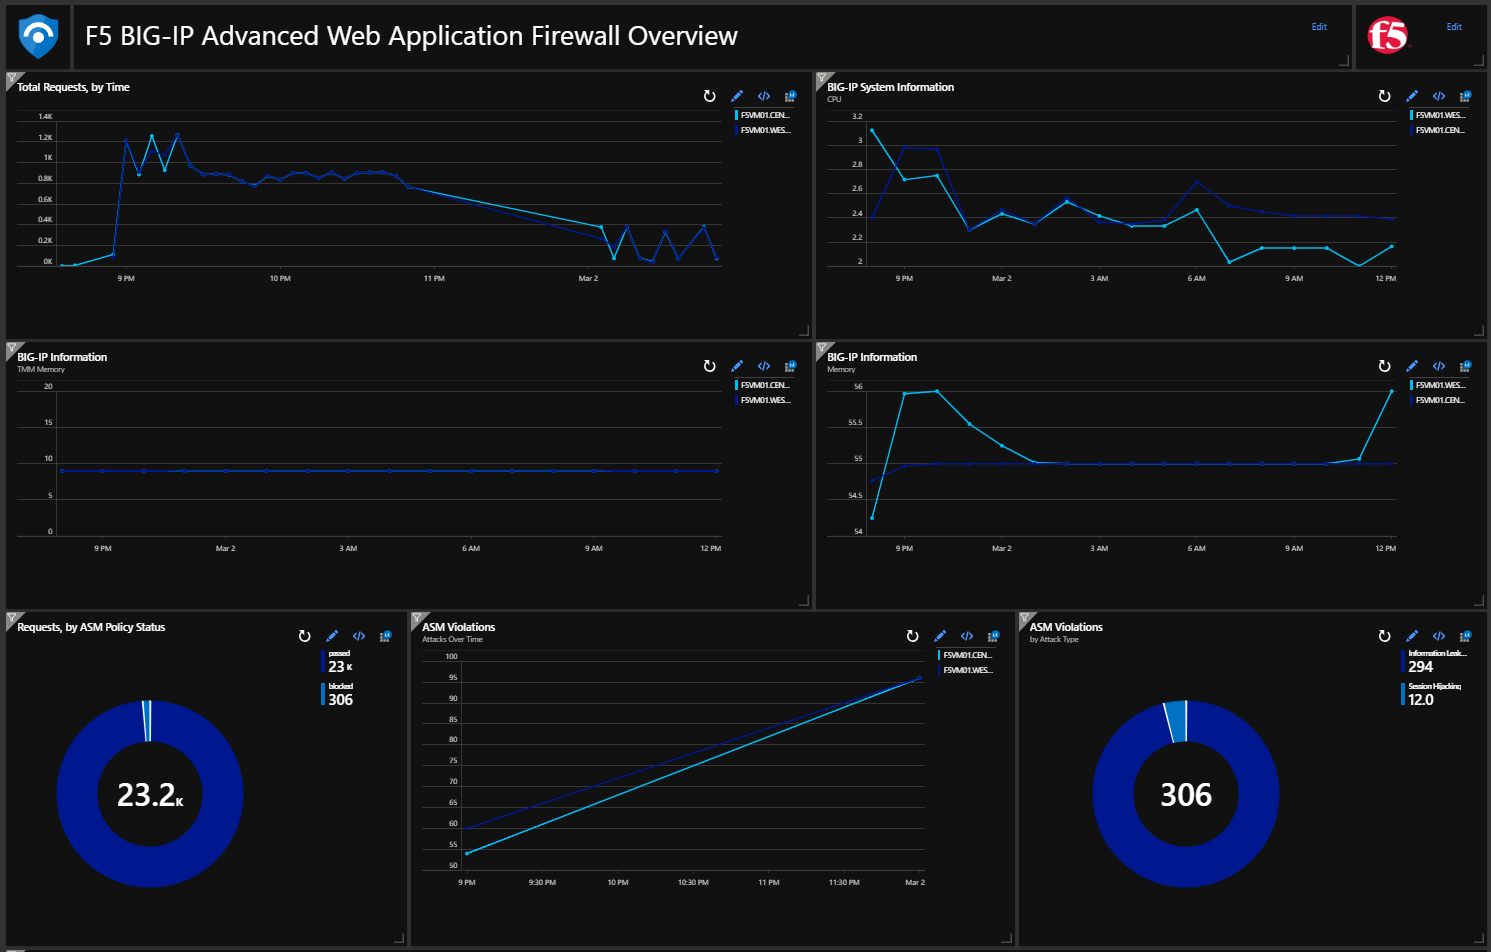 F5 BIG-IP Advanced Web Application Firewall Overview
Edit
f5
Edit
Total Requests, by Time
1.4K
1.2K
1K
0.8K
0.6K
0.4K
0.2K
0K
9 PM
10 PM
11 PM
Mar 2
F5VM01.CEN...
F5VM01.WES...
BIG-IP System Information
CPU
3.2
3
2.8
2.6
2.4
2.2
2
9 PM
Mar 2
3 AM
6 AM
9 AM
12 PM
F5VM01.WES...
F5VM01.CEN...
BIG-IP Information
TMM Memory
20
15
10
5
0
9 PM
Mar 2
3 AM
6 AM
9 AM
12 PM
F5VM01.CEN...
F5VM01.WES...
BIG-IP Information
Memory
56
55.5
55
54.5
54
9 PM
Mar 2
3 AM
6 AM
9 AM
12 PM
F5VM01.WES...
F5VM01.CEN...
Requests, by ASM Policy Status
passed
23 K
blocked
306
23.2K
ASM Violations
Attacks Over Time
100
95
90
85
80
75
70
65
60
55
50
9 PM
9:30 PM
10 PM
10:30 PM
11 PM
11:30 PM
Mar 2
F5VM01.CEN...
F5VM01.WES...
ASM Violations
by Attack Type
Information Leak...
294
Session Hijacking
12.0
306